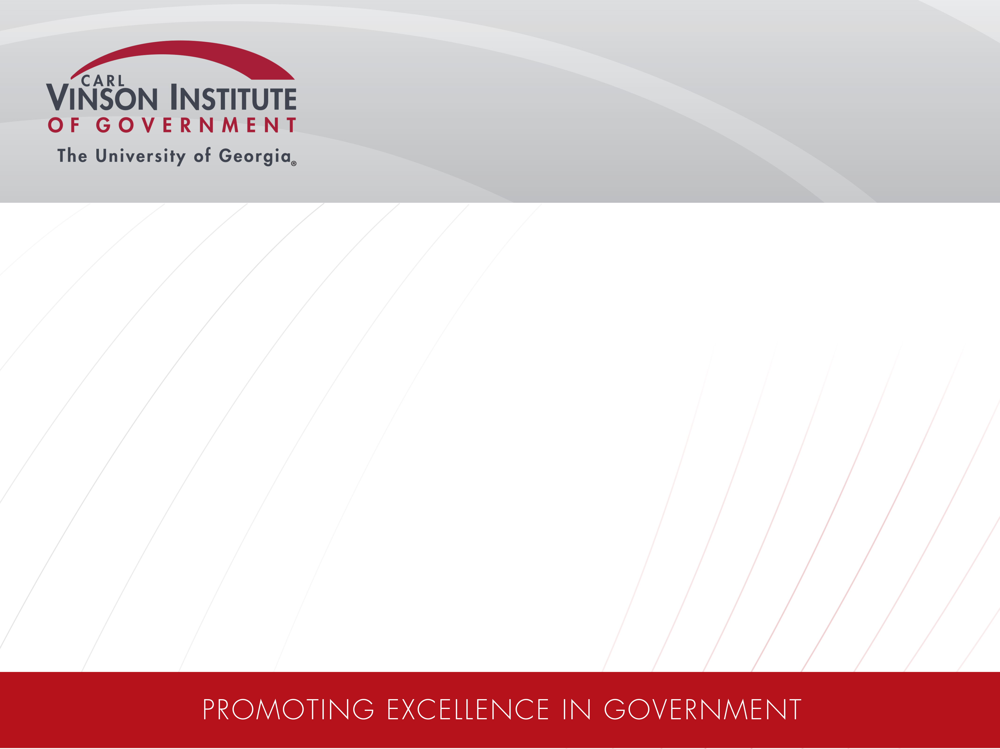 CARL
VINSON INSTITUTE
OF GOVERNMENT
The University of Georgia®
PROMOTING EXCELLENCE IN GOVERNMENT